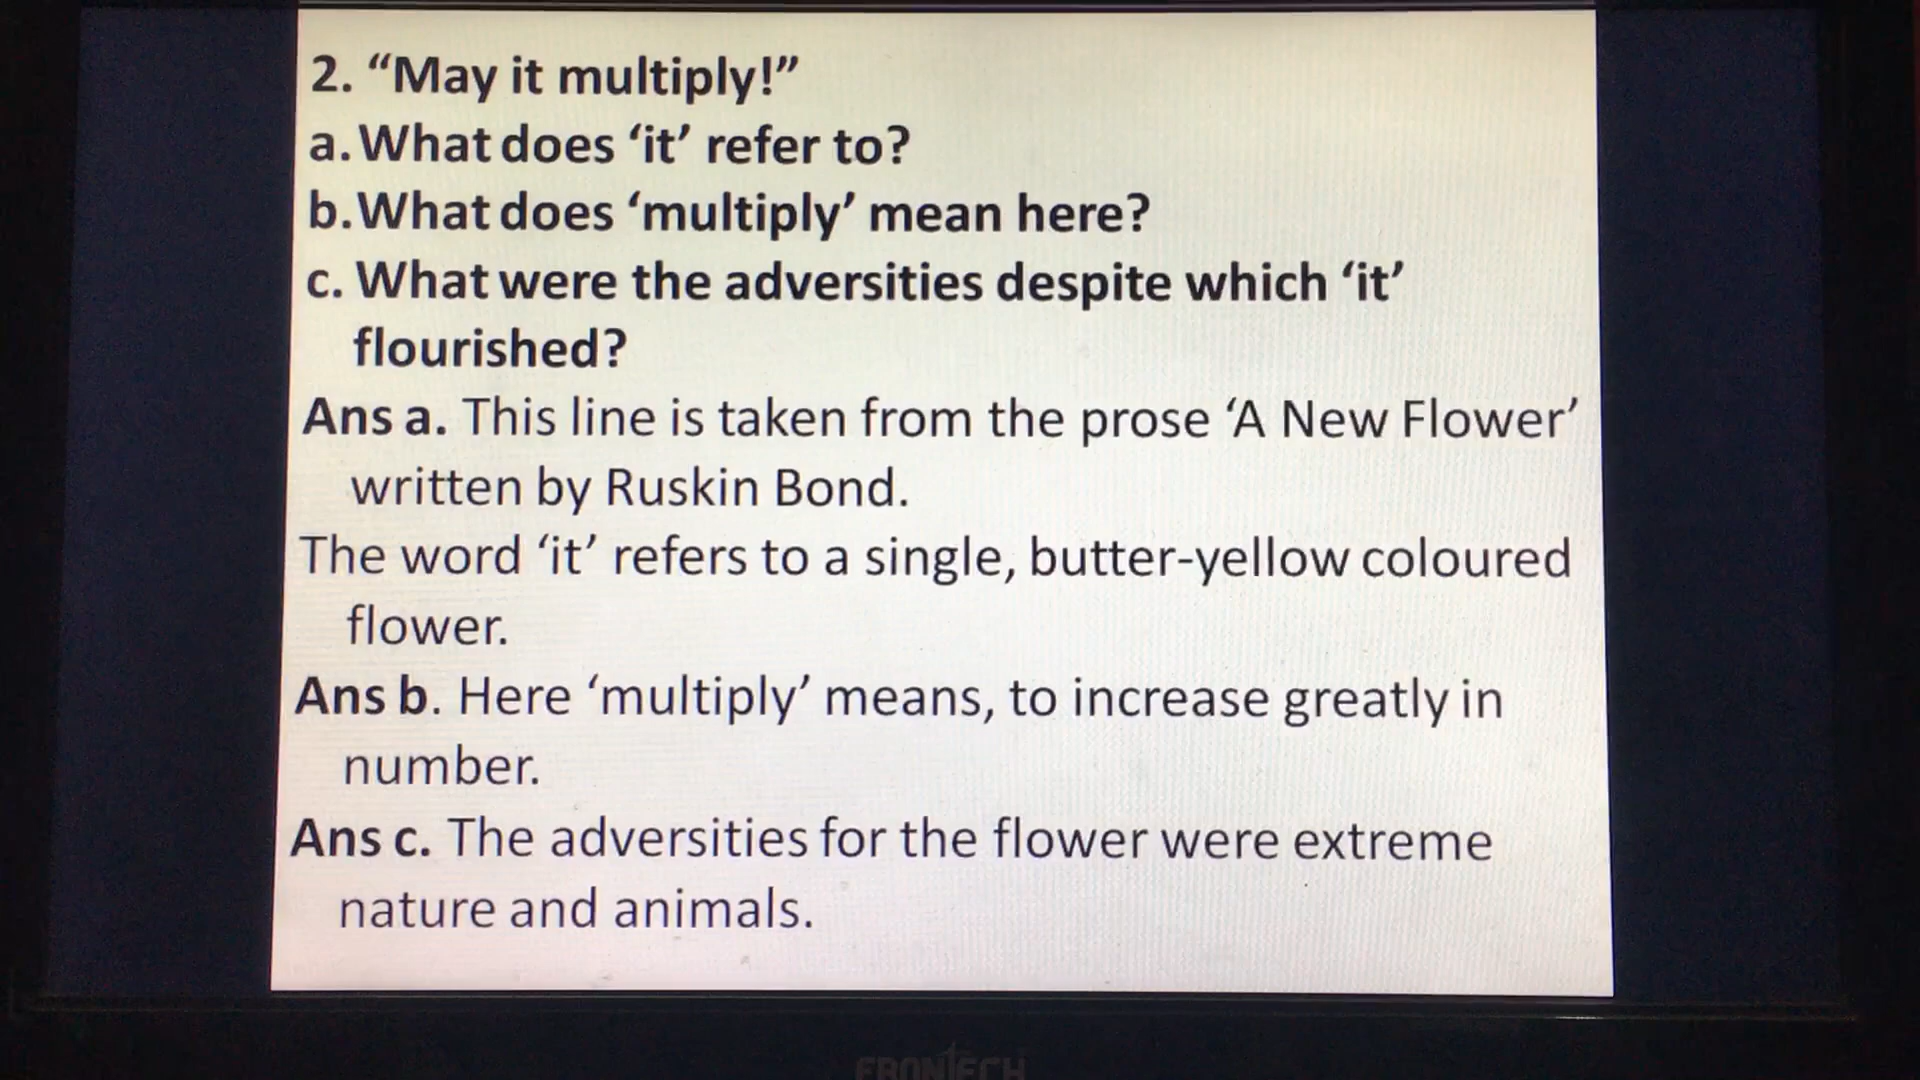 2. “May it multiply!”
a. What does ‘it’ refer to?
b. What does ‘multiply’ mean here?
c. What were the adversities despite which ‘it’
flourished?
Ans a. This line is taken from the prose ‘A New Flower’
written by Ruskin Bond.
The word ‘it’ refers to a single, butter-yellow coloured
flower.
Ans b. Here ‘multiply’ means, to increase greatly in
number.
Ans c. The adversities for the flower were extreme
nature and animals.
FRONTECH